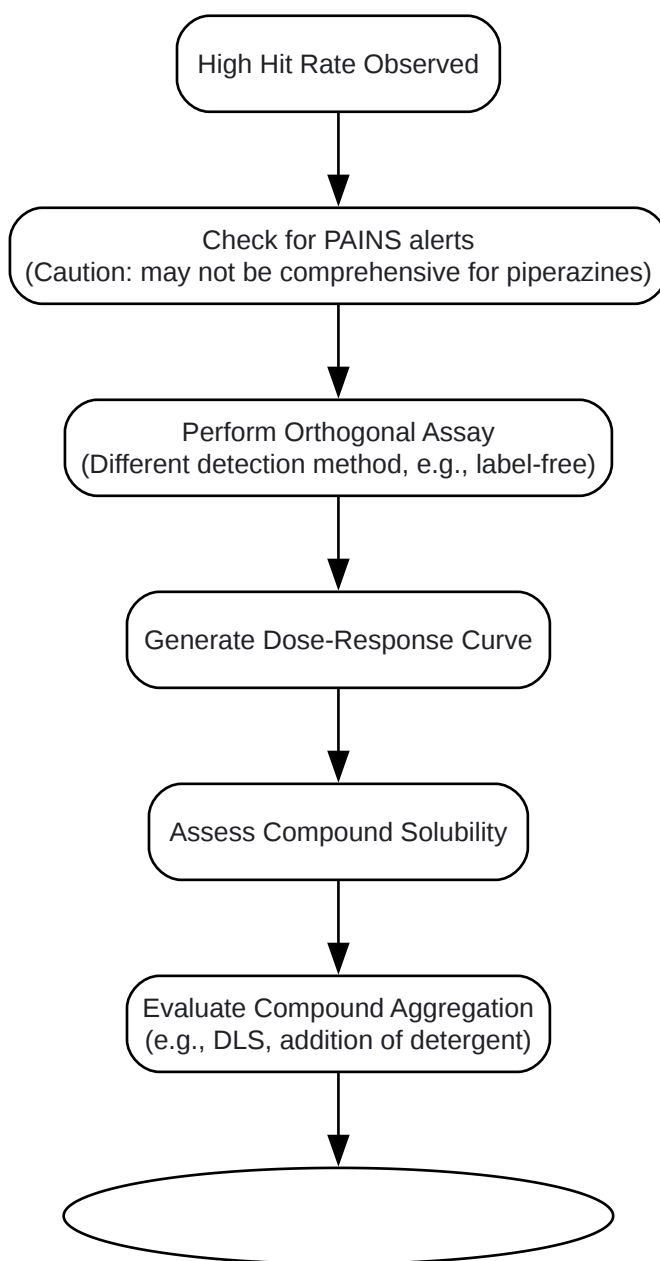 High Hit Rate Observed
Check for PAINS alerts
(Caution: may not be comprehensive for piperazines)
Perform Orthogonal Assay
(Different detection method, e.g., label-free)
Generate Dose-Response Curve
Assess Compound Solubility
Evaluate Compound Aggregation
(e.g., DLS, addition of detergent)